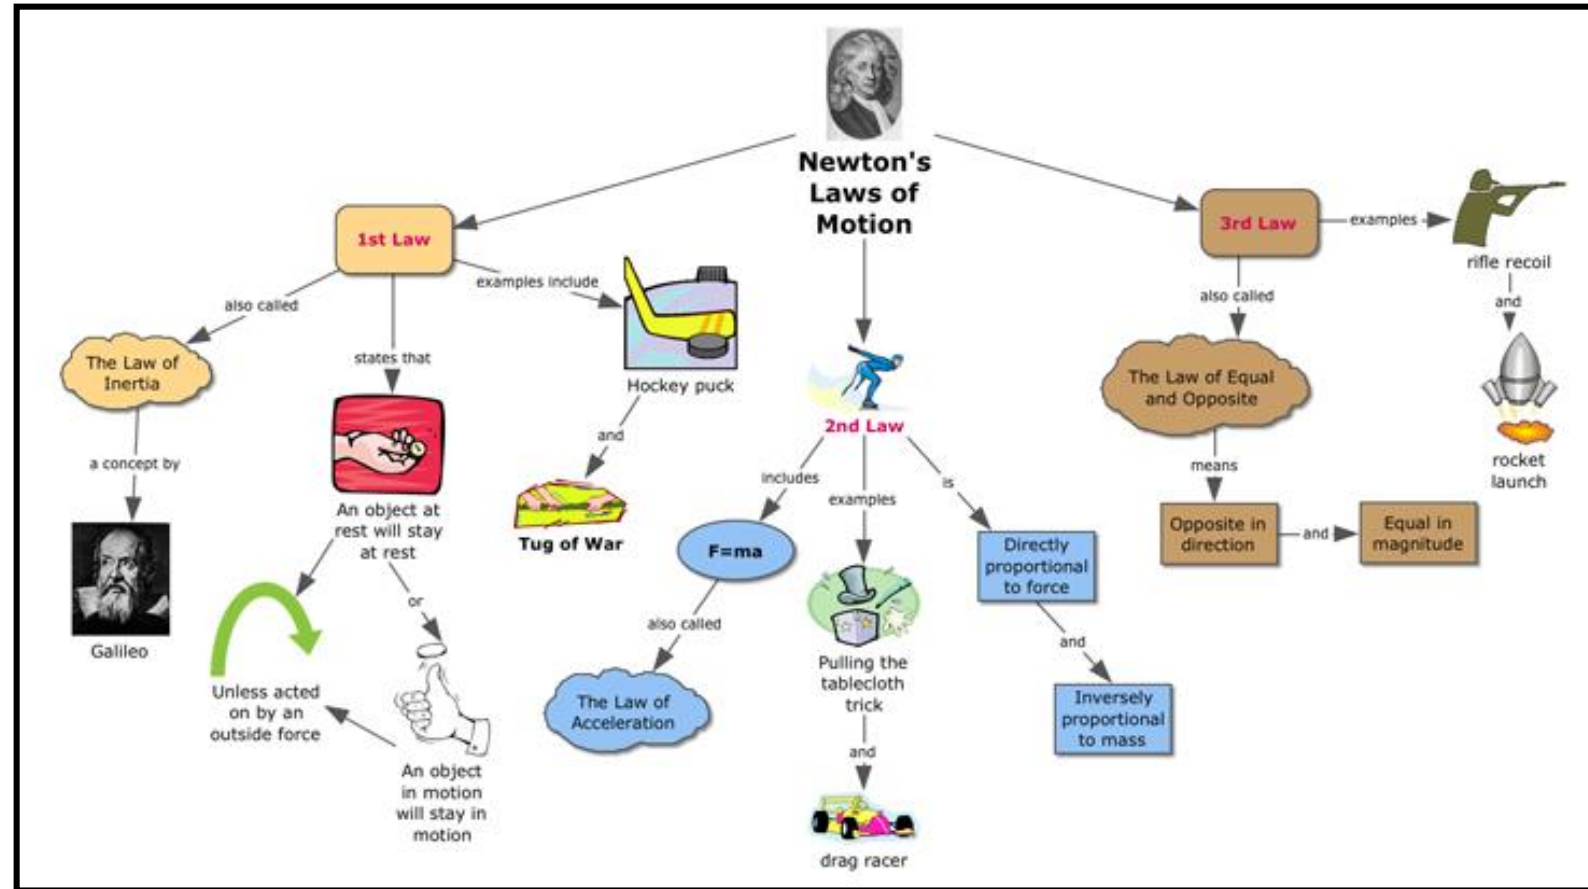 Newton's
Laws of
Motion
1st Law
also called
The Law of
Inertia
a concept by
Galileo
states that
An object at
rest will stay
at rest
or
An object
in motion
will stay in
motion
Unless acted
on by an
outside force
examples include
Hockey puck
and
Tug of War
2nd Law
includes
F=ma
also called
The Law of
Acceleration
examples
Pulling the
tablecloth
trick
and
drag racer
is
Directly
proportional
to force
and
Inversely
proportional
to mass
3rd Law
also called
The Law of Equal
and Opposite
means
Opposite in
direction
and
Equal in
magnitude
examples
rifle recoil
and
rocket
launch